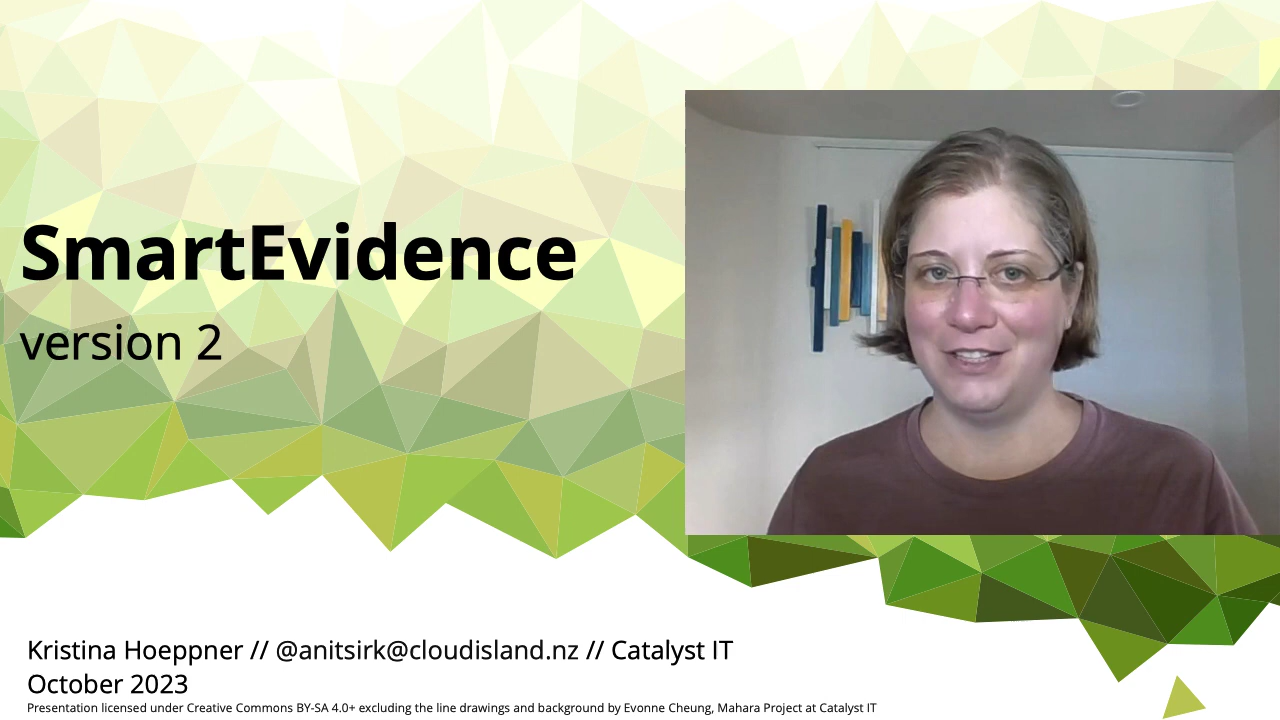 SmartEvidence
version 2
Kristina Hoeppner // @anitsirk@cloudisland.nz // Catalyst IT
October 2023
Presentation licensed under Creative Commons BY-SA 4.0+ excluding the line drawings and background by Evonne Cheung, Mahara Project at Catalyst IT